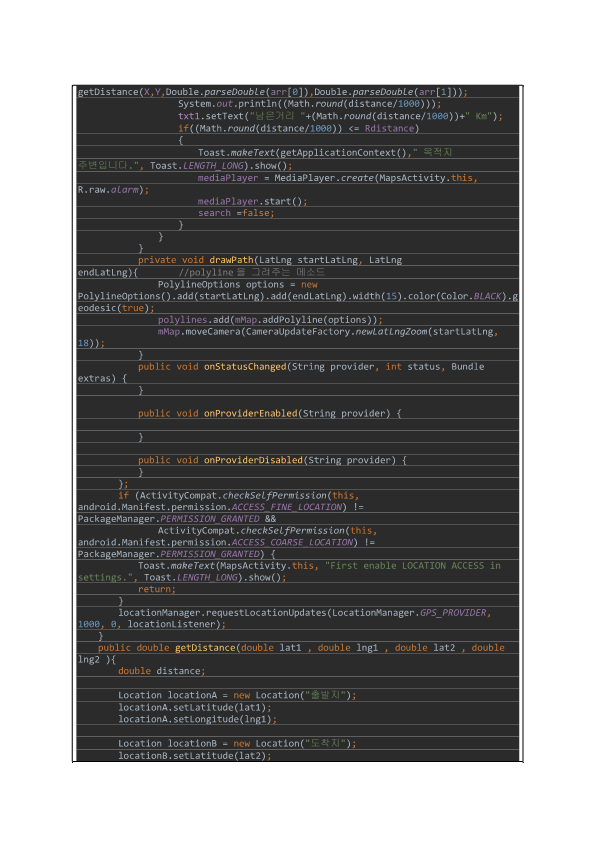 getDistance(X,Y,Double.parseDouble(arr[0]),Double.parseDouble(arr[1]));
System.out.println((Math.round(distance/1000)));
txt1.setText("남은거리 "+(Math.round(distance/1000))+" Km");
if((Math.round(distance/1000)) <= Rdistance)
{
Toast.makeText(getApplicationContext()," 목적지
주변입니다.", Toast.LENGTH_LONG).show();
mediaPlayer = MediaPlayer.create(MapsActivity.this,
R.raw.alarm);
mediaPlayer.start();
search =false;
}
}
}
private void drawPath(LatLng startLatLng, LatLng
endLatLng){ //polyline을 그려주는 메소드
PolylineOptions options = new
PolylineOptions().add(startLatLng).add(endLatLng).width(15).color(Color.BLACK).g
eodesic(true);
polylines.add(mMap.addPolyline(options));
mMap.moveCamera(CameraUpdateFactory.newLatLngZoom(startLatLng,
18));
}
public void onStatusChanged(String provider, int status, Bundle
extras) {
}
public void onProviderEnabled(String provider) {
}
public void onProviderDisabled(String provider) {
}
};
if (ActivityCompat.checkSelfPermission(this,
android.Manifest.permission.ACCESS_FINE_LOCATION) !=
PackageManager.PERMISSION_GRANTED &&
ActivityCompat.checkSelfPermission(this,
android.Manifest.permission.ACCESS_COARSE_LOCATION) !=
PackageManager.PERMISSION_GRANTED) {
Toast.makeText(MapsActivity.this, "First enable LOCATION ACCESS in
settings.", Toast.LENGTH_LONG).show();
return;
}
locationManager.requestLocationUpdates(LocationManager.GPS_PROVIDER,
1000, 0, locationListener);
}
public double getDistance(double lat1 , double lng1 , double lat2 , double
lng2 ){
double distance;
Location locationA = new Location("출발지");
locationA.setLatitude(lat1);
locationA.setLongitude(lng1);
Location locationB = new Location("도착지");
locationB.setLatitude(lat2);